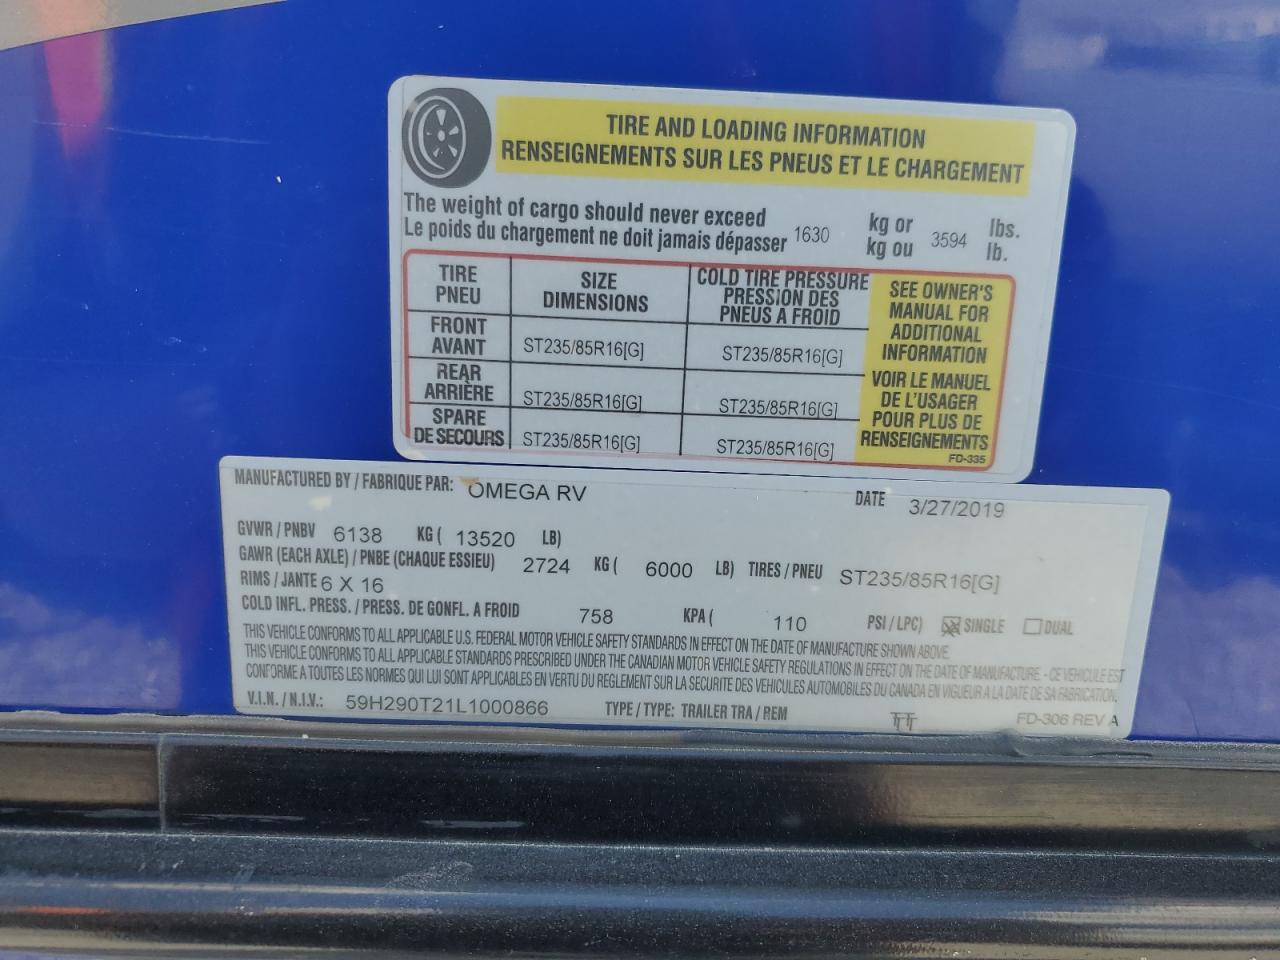 TIRE AND LOADING INFORMATION
RENSEIGNEMENTS SUR LES PNEUS ET LE CHARGEMENT
The weight of cargo should never exceed
Le poids du chargement ne doit jamais dépasser 1630 kg or kg ou 3594 lbs. lb.
TIRE PNEU
SIZE DIMENSIONS
COLD TIRE PRESSURE PRESSION DES PNEUS A FROID
FRONT AVANT ST235/85R16[G] ST235/85R16[G]
REAR ARRIÈRE ST235/85R16[G] ST235/85R16[G]
SPARE DE SECOURS ST235/85R16[G] ST235/85R16[G]
SEE OWNER'S
MANUAL FOR
ADDITIONAL
INFORMATION
VOIR LE MANUEL
DE L'USAGER
POUR PLUS DE
RENSEIGNEMENTS
FD-335
MANUFACTURED BY / FABRIQUE PAR: OMEGA RV DATE 3/27/2019
GVWR / PNBV 6138 KG ( 13520 LB)
GAWR (EACH AXLE) / PNBE (CHAQUE ESSIEU) 2724 KG ( 6000 LB) TIRES / PNEU ST235/85R16[G]
RIMS / JANTE 6 X 16
COLD INFL. PRESS. / PRESS. DE GONFL. A FROID 758 KPA ( 110 PSI / LPC) SINGLE DUAL
THIS VEHICLE CONFORMS TO ALL APPLICABLE U.S. FEDERAL MOTOR VEHICLE SAFETY STANDARDS IN EFFECT ON THE DATE OF MANUFACTURE SHOWN ABOVE.
THIS VEHICLE CONFORMS TO ALL APPLICABLE STANDARDS PRESCRIBED UNDER THE CANADIAN MOTOR VEHICLE SAFETY REGULATIONS IN EFFECT ON THE DATE OF MANUFACTURE - CE VEHICULE EST
CONFORME A TOUTES LES NORMES QUI LUI SONT APPLICABLES EN VERTU DU REGLEMENT SUR LA SECURITE DES VEHICULES AUTOMOBILES DU CANADA EN VIGUEUR A LA DATE DE SA FABRICATION.
V.I.N. / N.I.V.: 59H290T21L1000866 TYPE / TYPE: TRAILER TRA / REM TTT FD-306 REV A